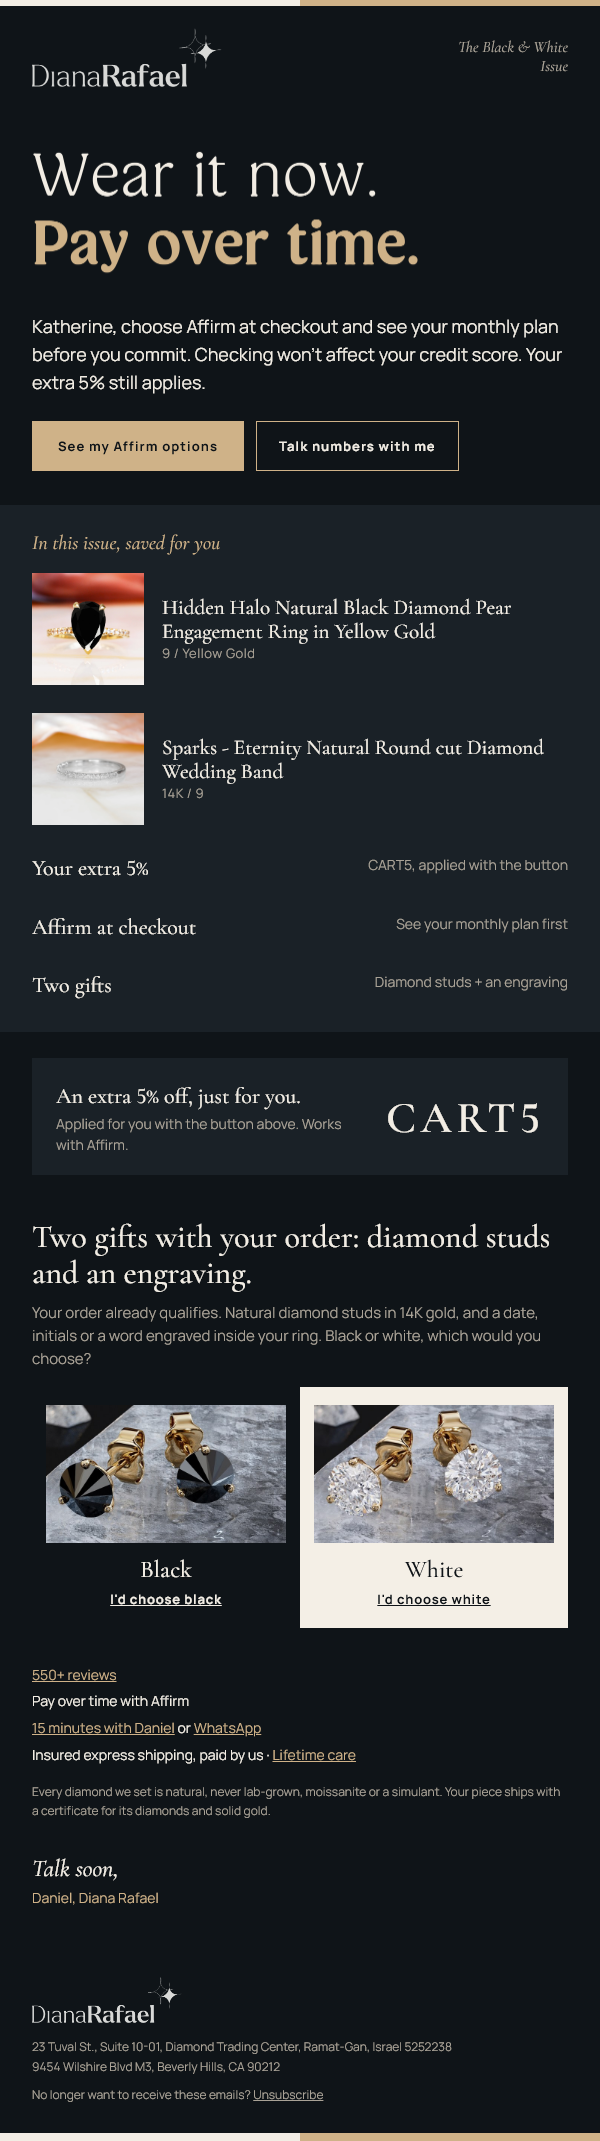 DianaRafael
The Black & White
Issue
Wear it now.
Pay over time.
Katherine, choose Affirm at checkout and see your monthly plan
before you commit. Checking won't affect your credit score. Your
extra 5% still applies.
See my Affirm options
Talk numbers with me
In this issue, saved for you
Hidden Halo Natural Black Diamond Pear
Engagement Ring in Yellow Gold
9 / Yellow Gold
Sparks - Eternity Natural Round cut Diamond
Wedding Band
14K / 9
Your extra 5%
CART5, applied with the button
Affirm at checkout
See your monthly plan first
Two gifts
Diamond studs + an engraving
An extra 5% off, just for you.
Applied for you with the button above. Works
with Affirm.
CART5
Two gifts with your order: diamond studs
and an engraving.
Your order already qualifies. Natural diamond studs in 14K gold, and a date,
initials or a word engraved inside your ring. Black or white, which would you
choose?
Black
I'd choose black
White
I'd choose white
550+ reviews
Pay over time with Affirm
15 minutes with Daniel or WhatsApp
Insured express shipping, paid by us · Lifetime care
Every diamond we set is natural, never lab-grown, moissanite or a simulant. Your piece ships with
a certificate for its diamonds and solid gold.
Talk soon,
Daniel, Diana Rafael
DianaRafael
23 Tuval St., Suite 10-01, Diamond Trading Center, Ramat-Gan, Israel 5252238
9454 Wilshire Blvd M3, Beverly Hills, CA 90212
No longer want to receive these emails? Unsubscribe